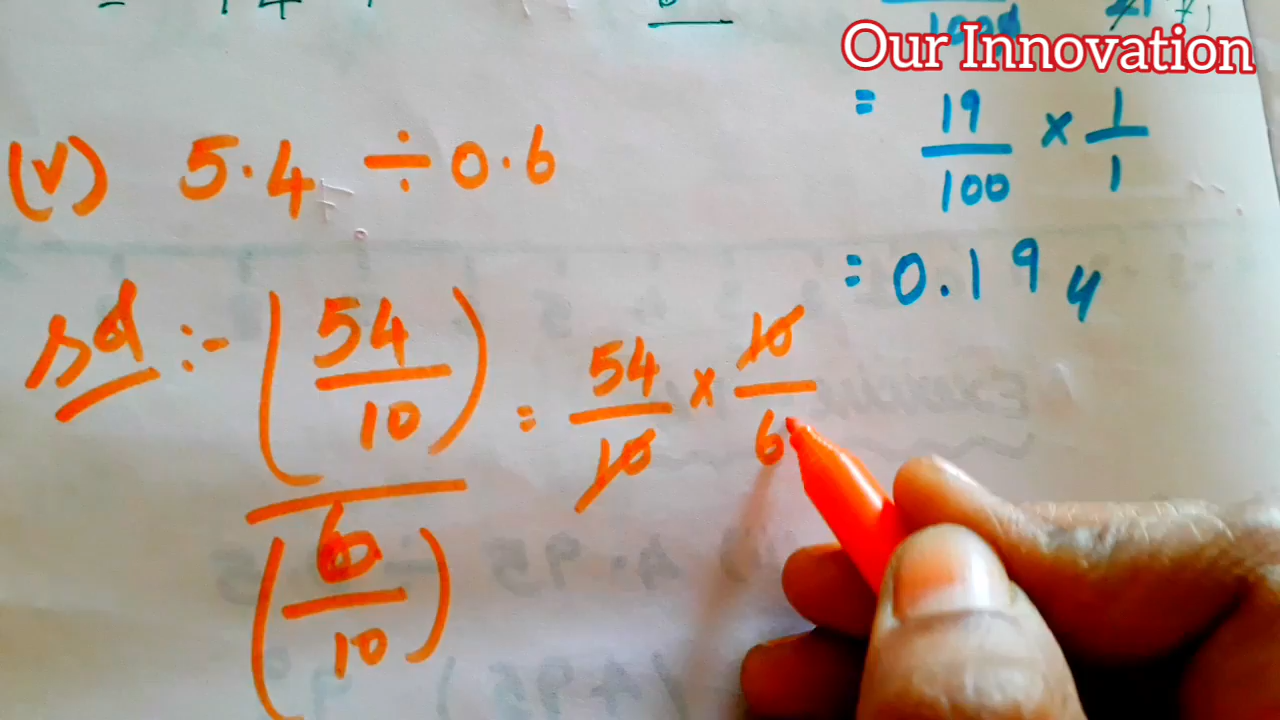 Our Innovation
= 19/100 × 1/1
= 0.19
(v) 5.4 ÷ 0.6
Sol :- (54/10) / (6/10) = 54/10 × 10/6